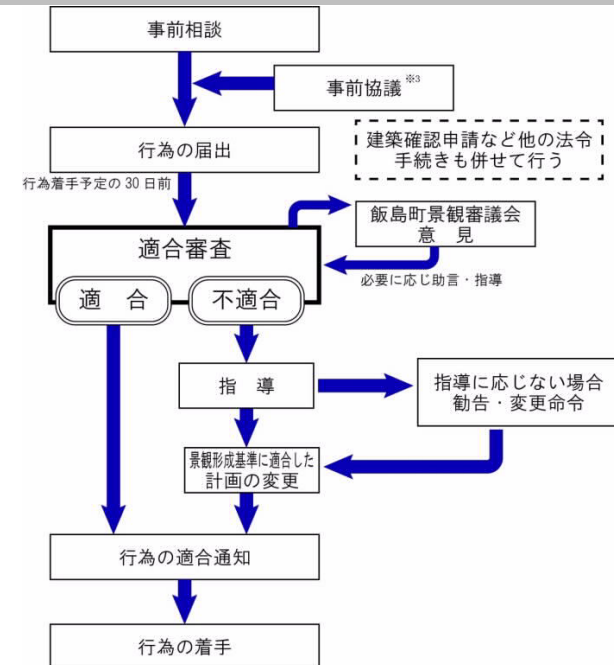 事前相談
事前協議※3
行為の届出
建築確認申請など他の法令
手続きも併せて行う
行為着手予定の30日前
飯島町景観審議会
意　見
適合審査
必要に応じ助言・指導
適　合
不適合
指　導
指導に応じない場合
勧告・変更命令
景観形成基準に適合した
計画の変更
行為の適合通知
行為の着手